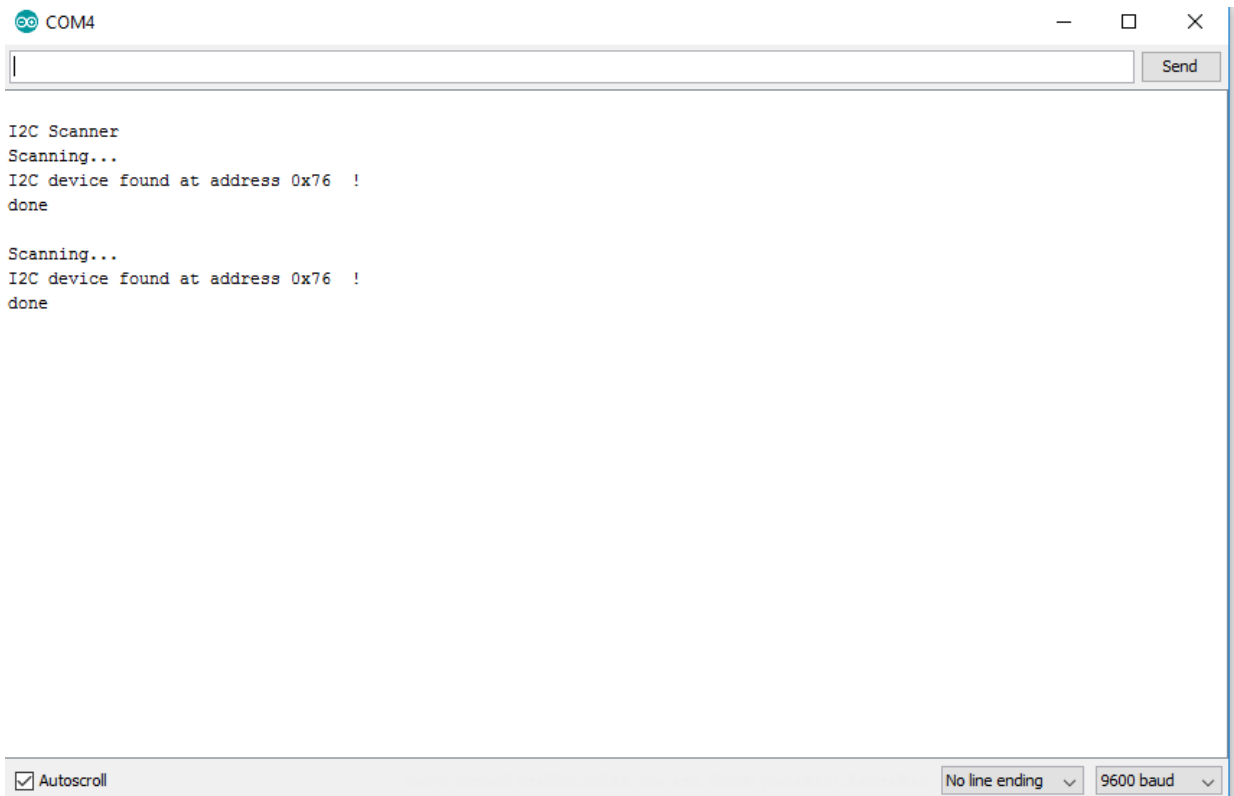 COM4
Send
I2C Scanner
Scanning...
I2C device found at address 0x76  !
done
Scanning...
I2C device found at address 0x76  !
done
Autoscroll
No line ending
9600 baud